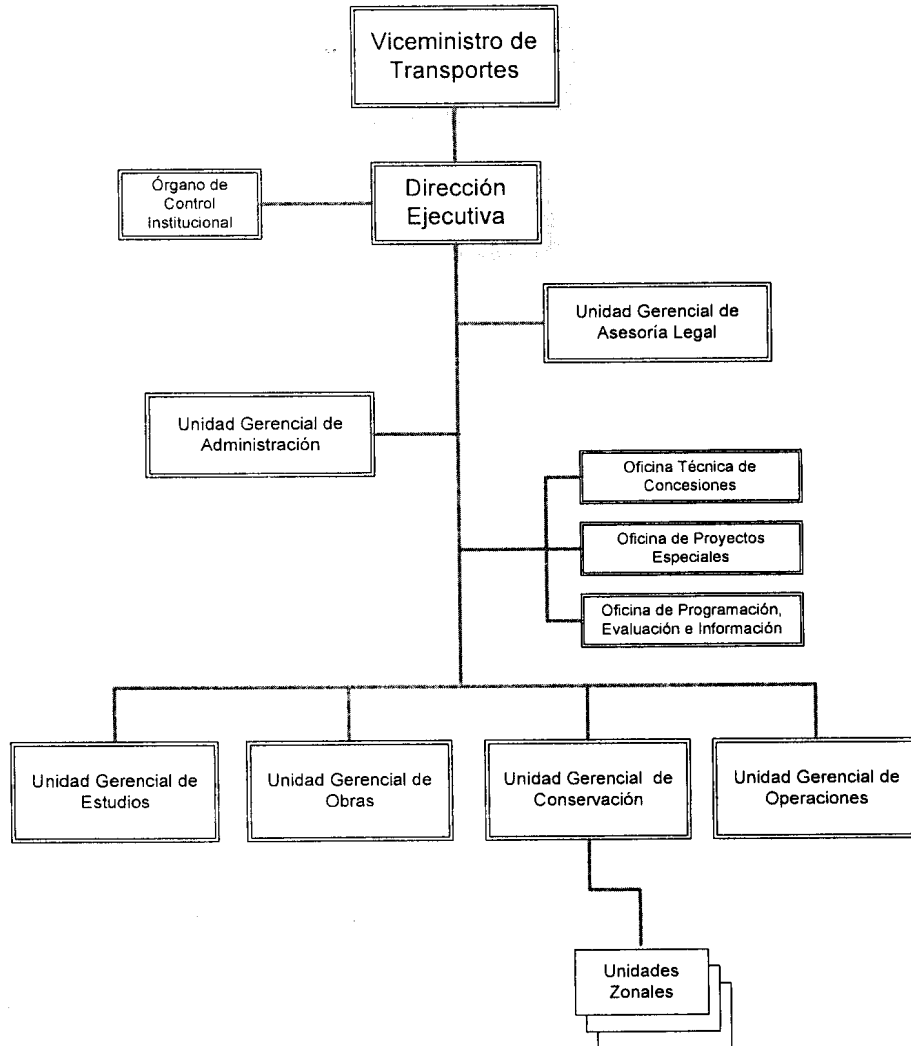 Viceministro de
Transportes
Órgano de
Control
Institucional
Dirección
Ejecutiva
Unidad Gerencial de
Asesoría Legal
Unidad Gerencial de
Administración
Oficina Técnica de
Concesiones
Oficina de Proyectos
Especiales
Oficina de Programación,
Evaluación e Información
Unidad Gerencial de
Estudios
Unidad Gerencial de
Obras
Unidad Gerencial de
Conservación
Unidad Gerencial de
Operaciones
Unidades
Zonales